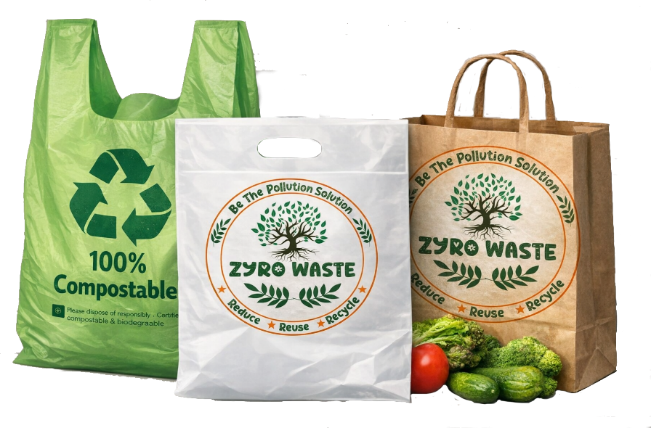 100%
Compostable
Please dispose of responsibly . Certifie
compostable & biodegradable
Be The Pollution Solution
ZYRO WASTE
Reduce ★ Reuse ★ Recycle
Be The Pollution Solution
ZYRO WASTE
Reduce ★ Reuse ★ Recycle